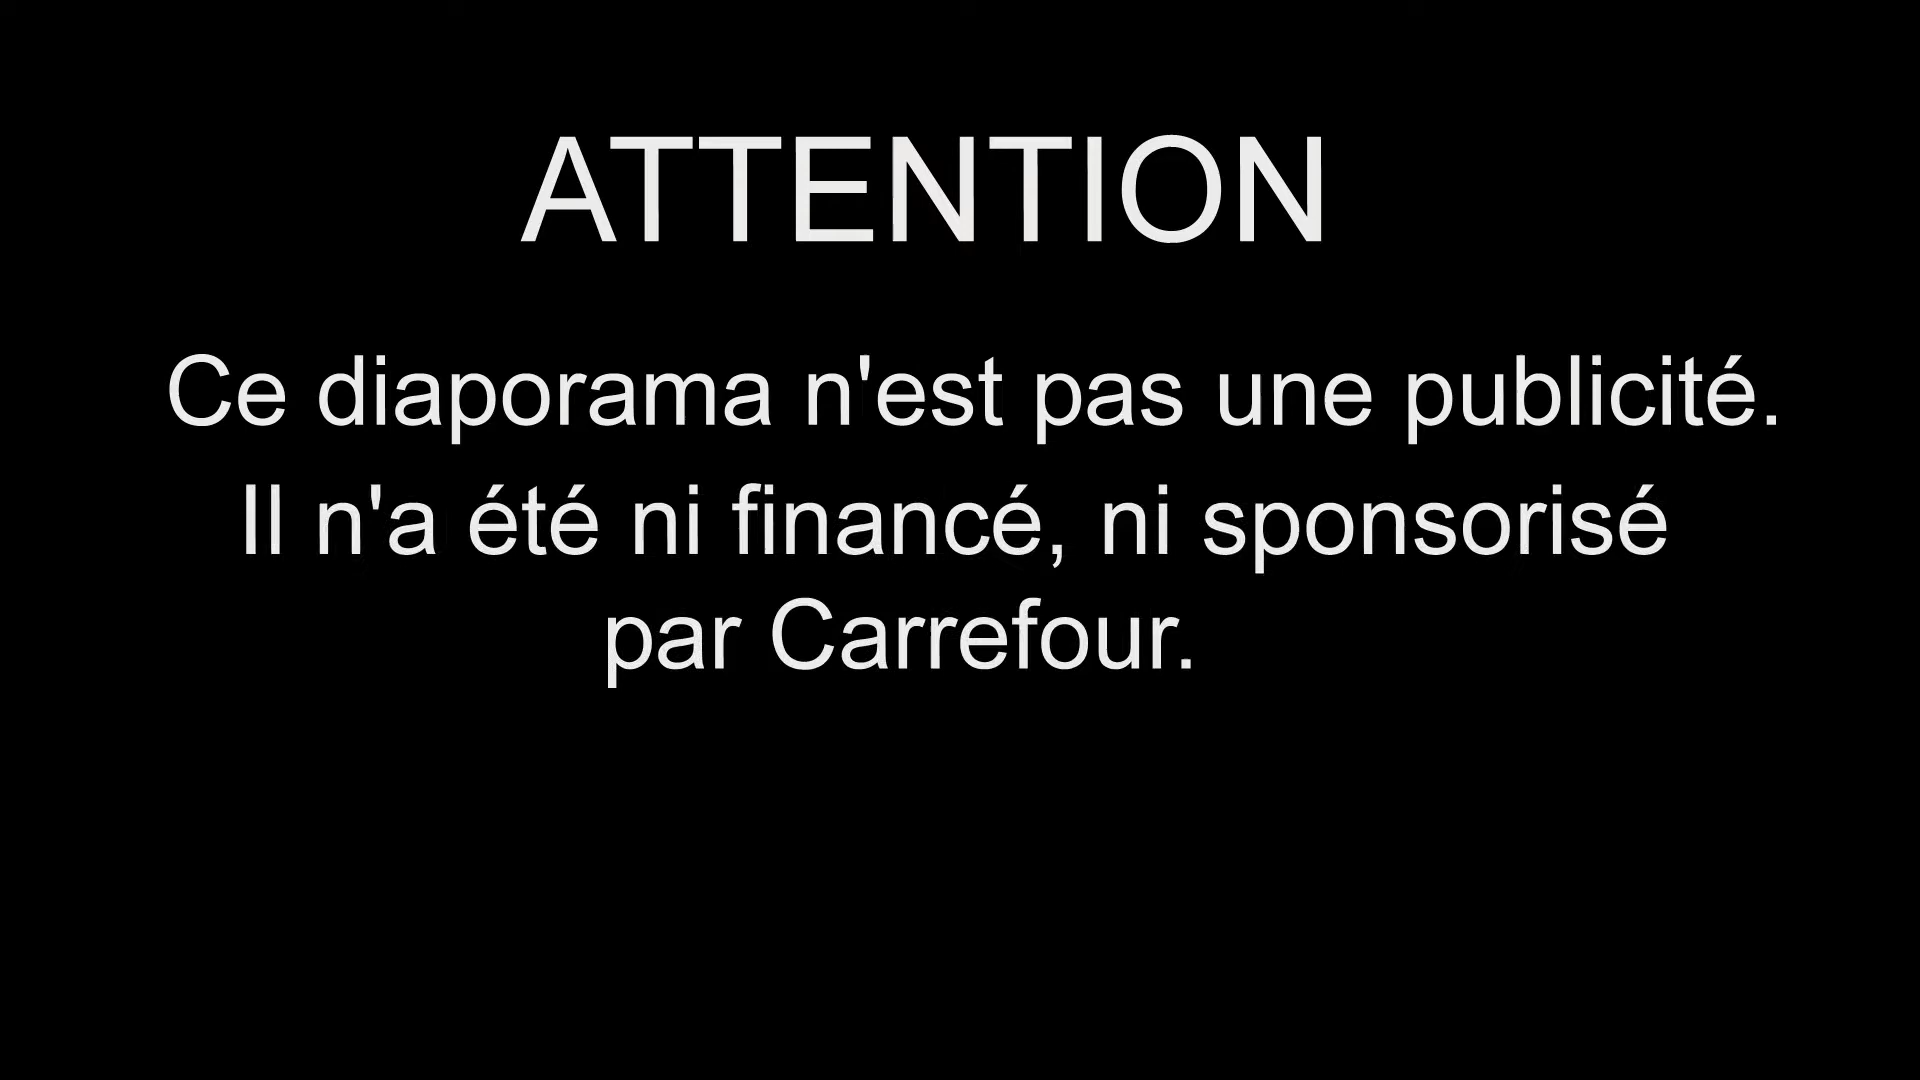 ATTENTION
Ce diaporama n'est pas une publicité.
Il n'a été ni financé, ni sponsorisé
par Carrefour.